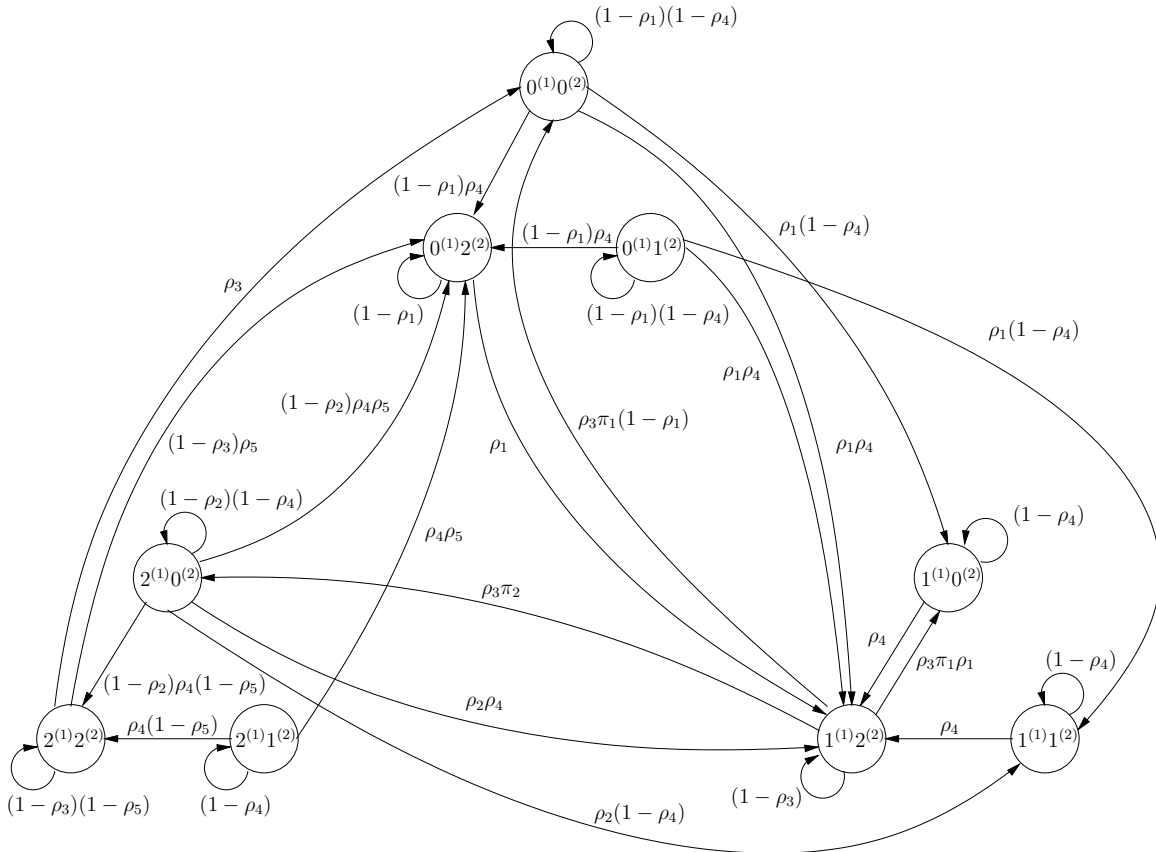 (1 − ρ₁)(1 − ρ₄)
0⁽¹⁾0⁽²⁾
(1 − ρ₁)ρ₄
ρ₁(1 − ρ₄)
0⁽¹⁾2⁽²⁾
(1 − ρ₁)ρ₄
0⁽¹⁾1⁽²⁾
ρ₃
(1 − ρ₁)
(1 − ρ₁)(1 − ρ₄)
ρ₁(1 − ρ₄)
ρ₁ρ₄
(1 − ρ₂)ρ₄ρ₅
ρ₃π₁(1 − ρ₁)
(1 − ρ₃)ρ₅
ρ₁
ρ₁ρ₄
(1 − ρ₂)(1 − ρ₄)
(1 − ρ₄)
ρ₄ρ₅
2⁽¹⁾0⁽²⁾
ρ₃π₂
1⁽¹⁾0⁽²⁾
ρ₄
ρ₃π₁ρ₁
(1 − ρ₄)
(1 − ρ₂)ρ₄(1 − ρ₅)
ρ₂ρ₄
2⁽¹⁾2⁽²⁾
ρ₄(1 − ρ₅)
2⁽¹⁾1⁽²⁾
1⁽¹⁾2⁽²⁾
ρ₄
1⁽¹⁾1⁽²⁾
(1 − ρ₃)(1 − ρ₅)
(1 − ρ₄)
(1 − ρ₃)
ρ₂(1 − ρ₄)